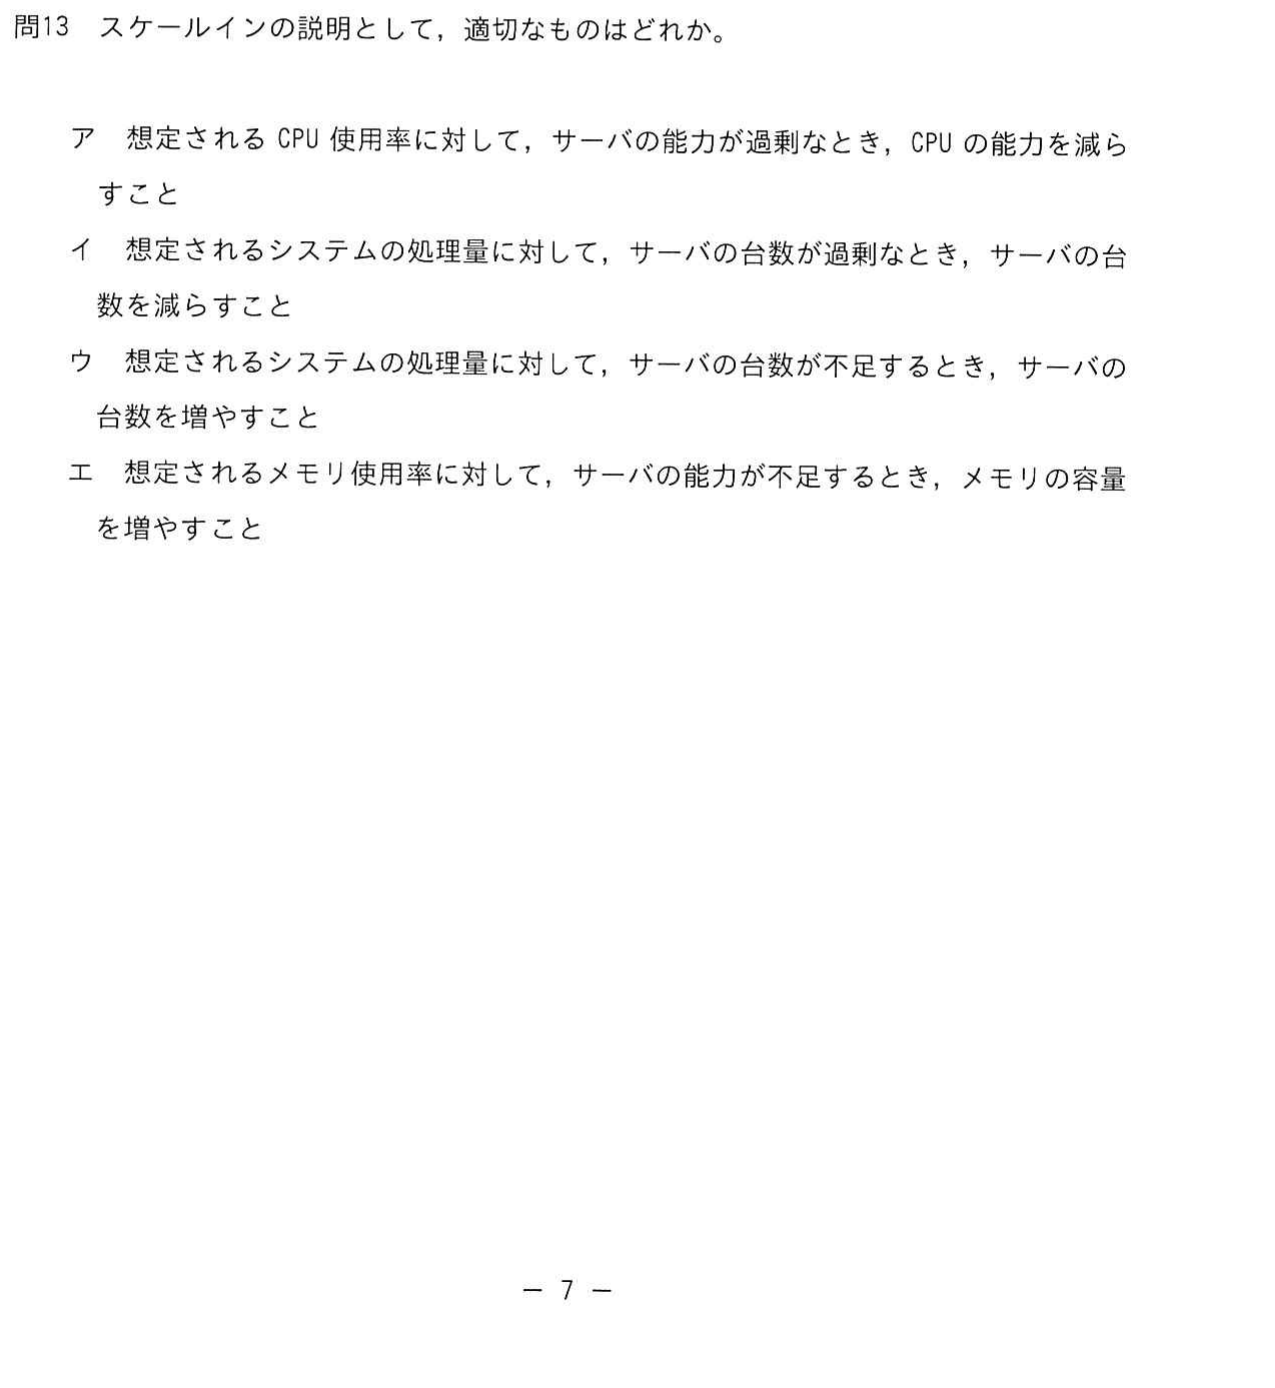 問13　スケールインの説明として，適切なものはどれか。
ア　想定される CPU 使用率に対して，サーバの能力が過剰なとき，CPU の能力を減ら
すこと
イ　想定されるシステムの処理量に対して，サーバの台数が過剰なとき，サーバの台
数を減らすこと
ウ　想定されるシステムの処理量に対して，サーバの台数が不足するとき，サーバの
台数を増やすこと
エ　想定されるメモリ使用率に対して，サーバの能力が不足するとき，メモリの容量
を増やすこと
― 7 ―